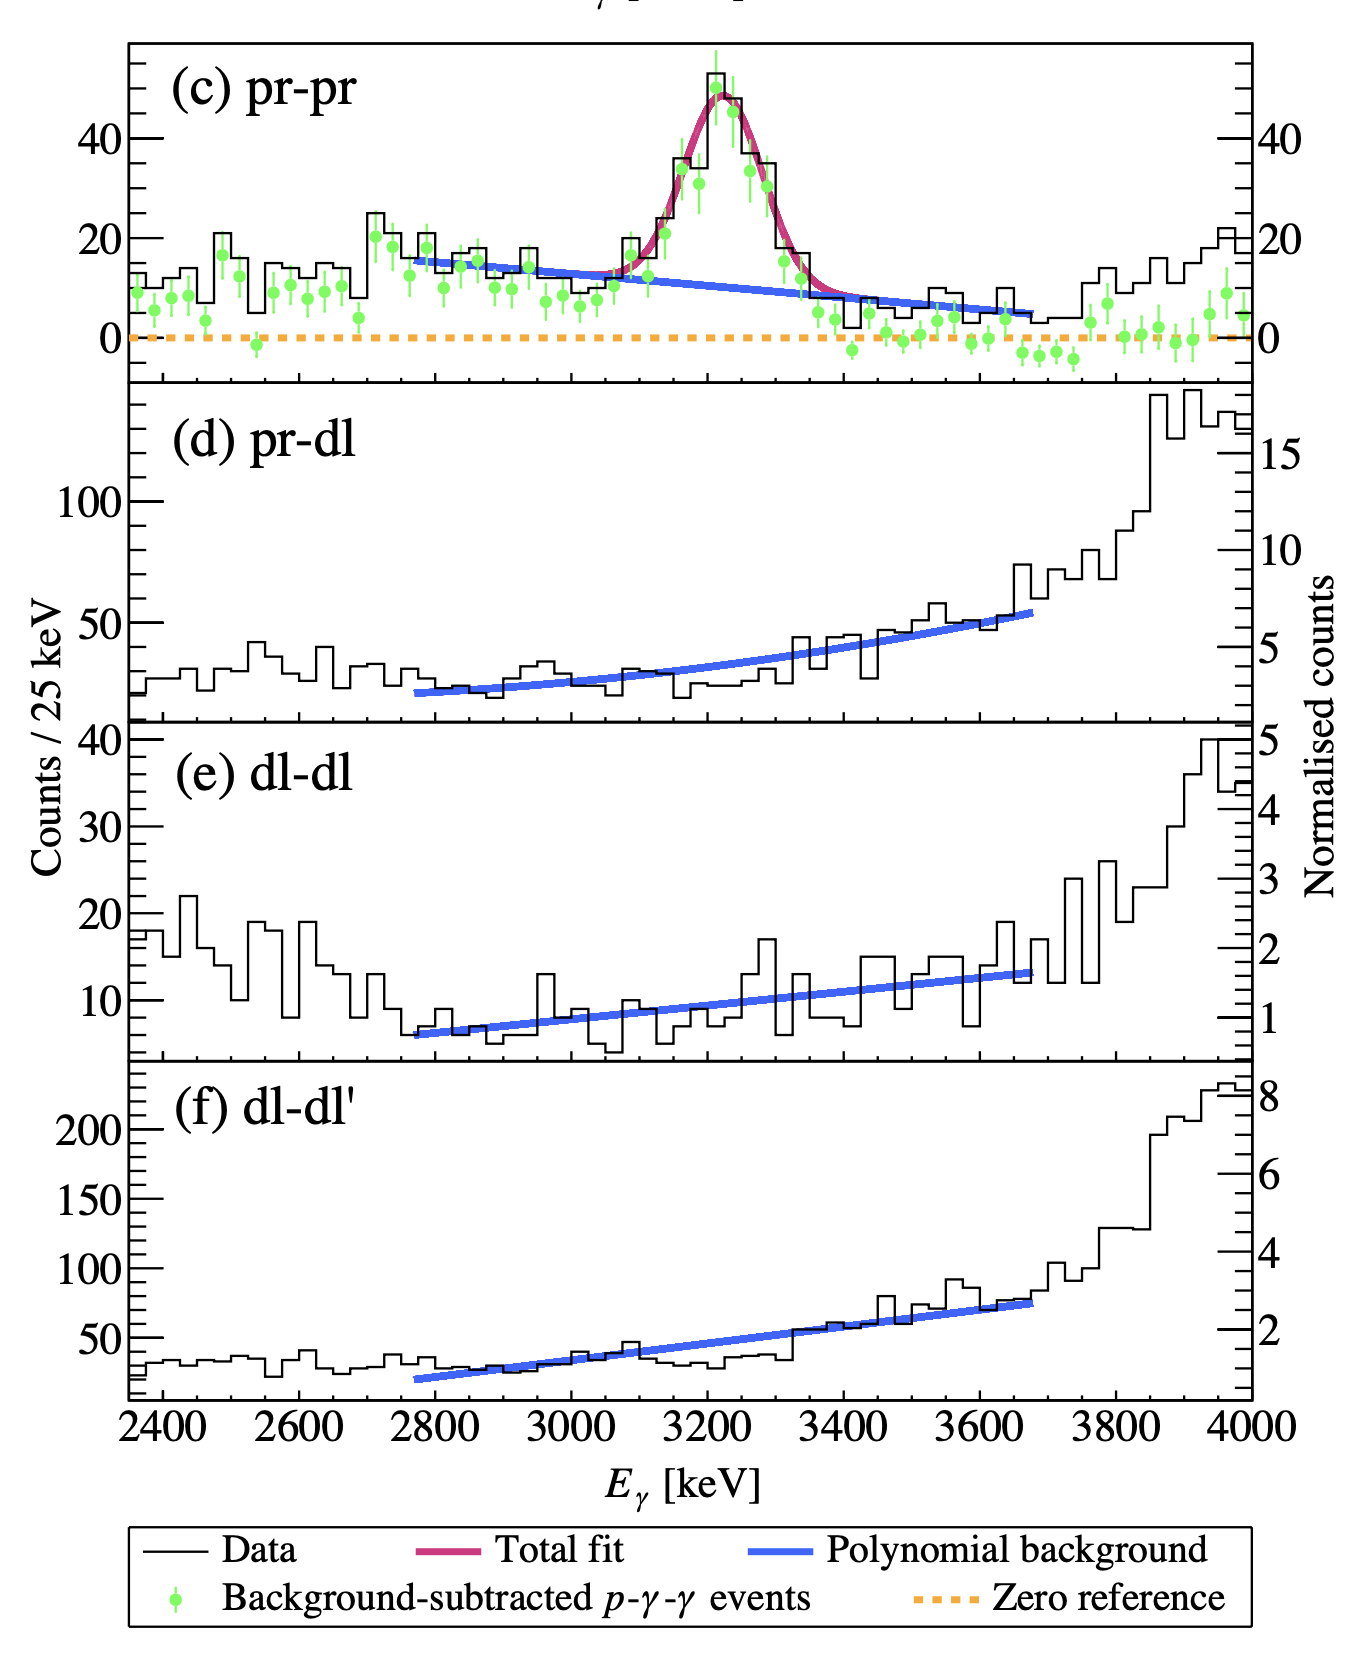 (c) pr-pr
40
20
0
40
20
0
(d) pr-dl
100
50
15
10
5
(e) dl-dl
40
30
20
10
5
4
3
2
1
(f) dl-dl'
200
150
100
50
8
6
4
2
Counts / 25 keV
Normalised counts
2400 2600 2800 3000 3200 3400 3600 3800 4000
Eγ [keV]
Data Total fit Polynomial background
Background-subtracted p-γ-γ events Zero reference